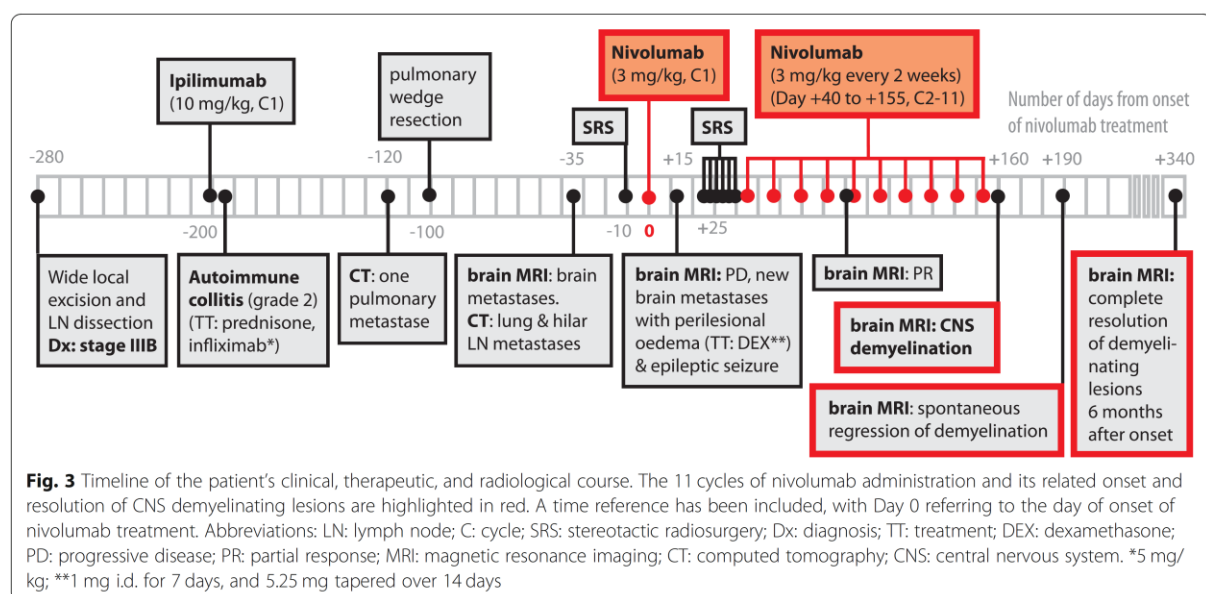 Ipilimumab
(10 mg/kg, C1)
pulmonary
wedge
resection
SRS
Nivolumab
(3 mg/kg, C1)
SRS
Nivolumab
(3 mg/kg every 2 weeks)
(Day +40 to +155, C2-11)
Number of days from onset
of nivolumab treatment
-280
-120
-35
+15
+160
+190
+340
-200
-100
-10
0
+25
Wide local
excision and
LN dissection
Dx: stage IIIB
Autoimmune
collitis (grade 2)
(TT: prednisone,
infliximab*)
CT: one
pulmonary
metastase
brain MRI: brain
metastases.
CT: lung & hilar
LN metastases
brain MRI: PD, new
brain metastases
with perilesional
oedema (TT: DEX**)
& epileptic seizure
brain MRI: PR
brain MRI: CNS
demyelination
brain MRI: spontaneous
regression of demyelination
brain MRI:
complete
resolution
of demyeli-
nating
lesions
6 months
after onset
Fig. 3 Timeline of the patient's clinical, therapeutic, and radiological course. The 11 cycles of nivolumab administration and its related onset and
resolution of CNS demyelinating lesions are highlighted in red. A time reference has been included, with Day 0 referring to the day of onset of
nivolumab treatment. Abbreviations: LN: lymph node; C: cycle; SRS: stereotactic radiosurgery; Dx: diagnosis; TT: treatment; DEX: dexamethasone;
PD: progressive disease; PR: partial response; MRI: magnetic resonance imaging; CT: computed tomography; CNS: central nervous system. *5 mg/
kg; **1 mg i.d. for 7 days, and 5.25 mg tapered over 14 days